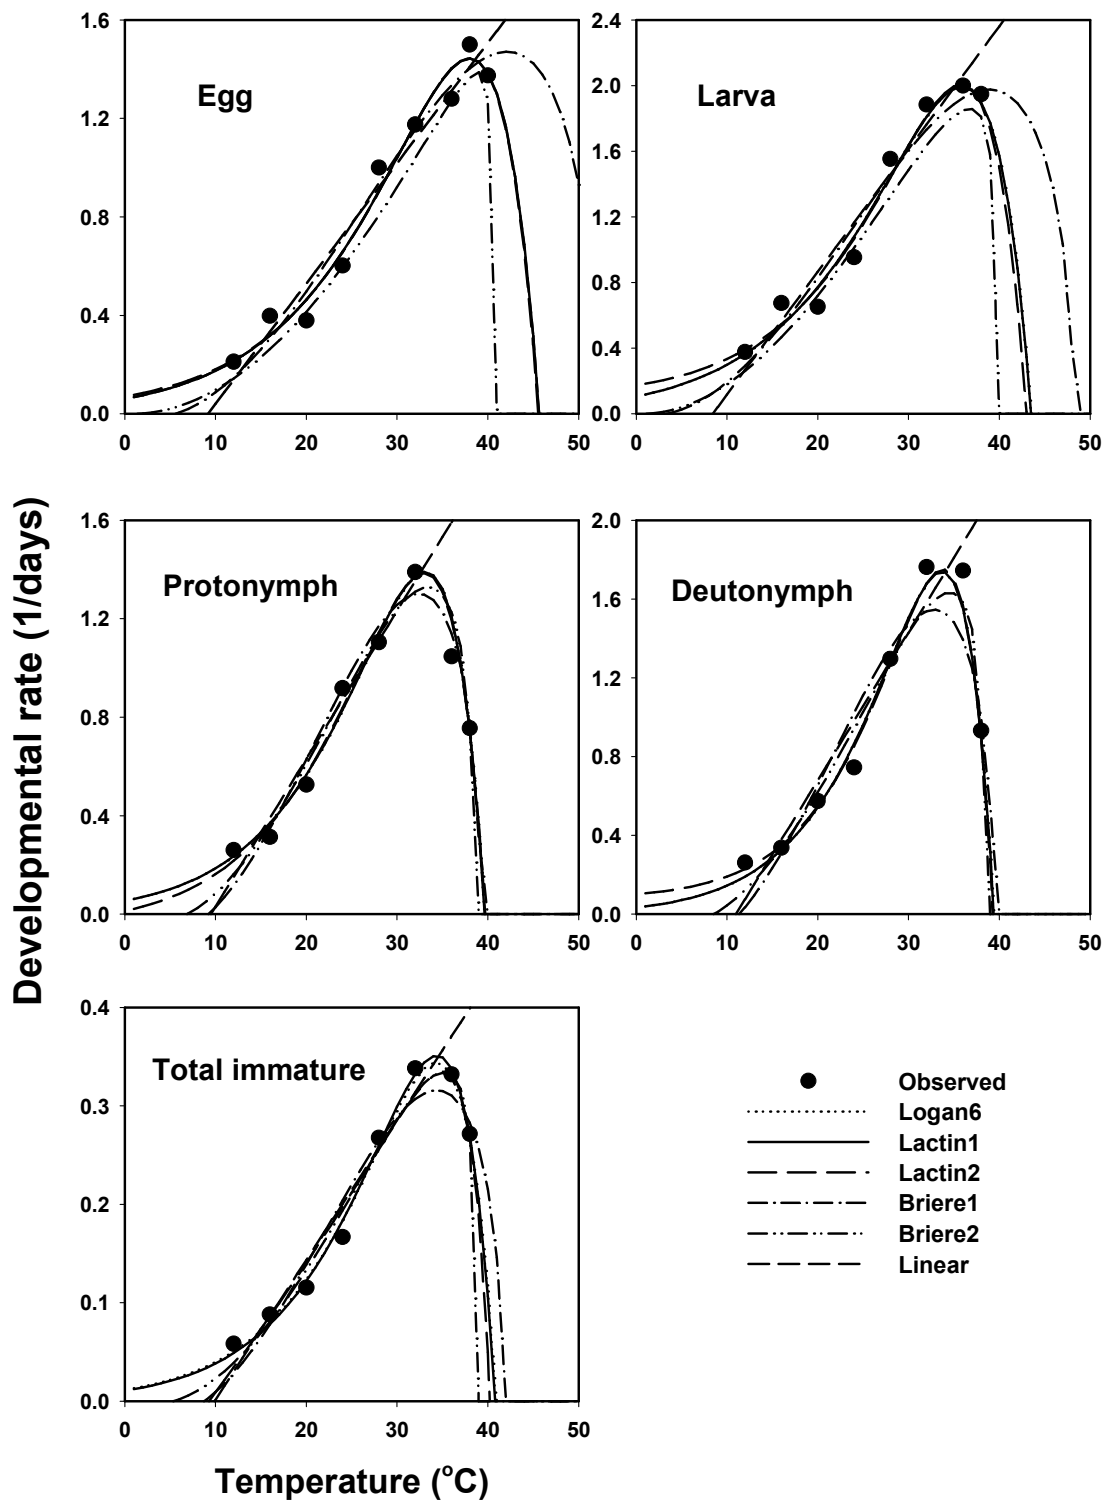 Developmental rate (1/days)
Egg
1.6
1.2
0.8
0.4
0.0
0 10 20 30 40 50
Larva
2.4
2.0
1.6
1.2
0.8
0.4
0.0
0 10 20 30 40 50
Protonymph
1.6
1.2
0.8
0.4
0.0
0 10 20 30 40 50
Deutonymph
2.0
1.6
1.2
0.8
0.4
0.0
0 10 20 30 40 50
Total immature
0.4
0.3
0.2
0.1
0.0
0 10 20 30 40 50
Observed
Logan6
Lactin1
Lactin2
Briere1
Briere2
Linear
Temperature (°C)